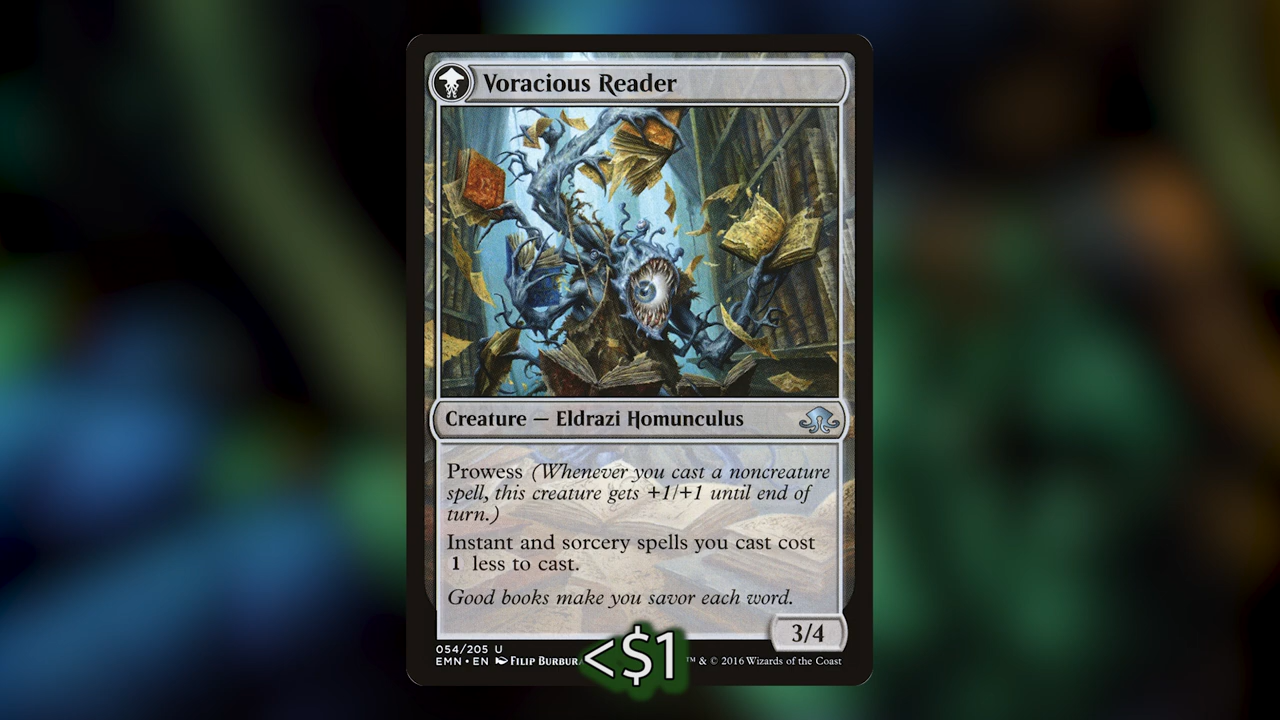 Voracious Reader
Creature — Eldrazi Homunculus
Prowess (Whenever you cast a noncreature
spell, this creature gets +1/+1 until end of
turn.)
Instant and sorcery spells you cast cost
1 less to cast.
Good books make you savor each word.
3/4
054/205 U
EMN • EN FILIP ™ & © 2016 Wizards of the Coast
<$1